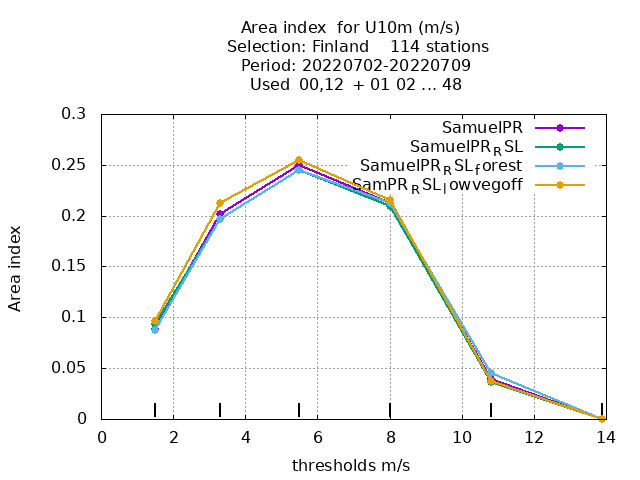 Area index  for U10m (m/s)
Selection: Finland    114 stations
Period: 20220702-20220709
Used  00,12  + 01 02 ... 48
0.3
0.25
0.2
0.15
0.1
0.05
0
Area index
SamuelPR
SamuelPR_RSL
SamuelPR_RSL_forest
SamPR_RSL_lowvegoff
0 2 4 6 8 10 12 14
thresholds m/s